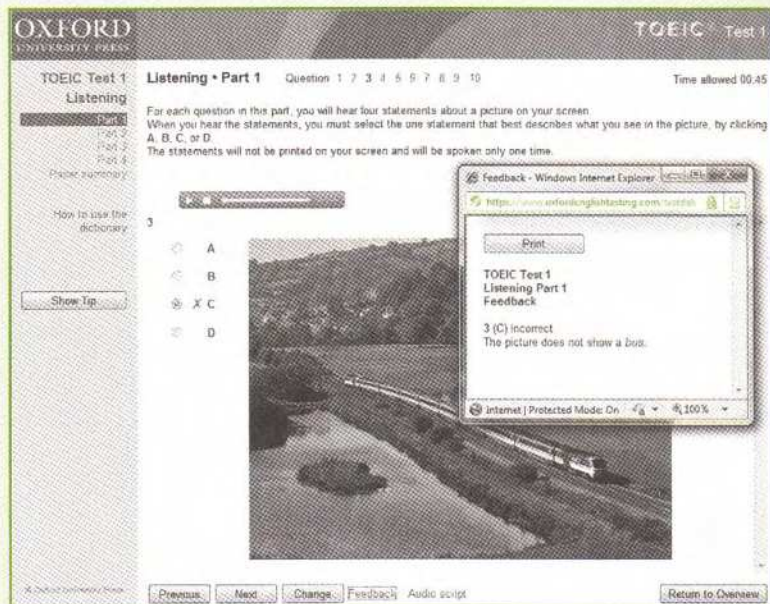 OXFORD
UNIVERSITY PRESS
TOEIC® Test 1
TOEIC Test 1
Listening
Part 1
Part 2
Part 3
Part 4
Paper summary
How to use the
dictionary
Show Tip
Listening • Part 1 Question 1 2 3 4 5 6 7 8 9 10 Time allowed 00:45
For each question in this part, you will hear four statements about a picture on your screen.
When you hear the statements, you must select the one statement that best describes what you see in the picture, by clicking
A, B, C, or D.
The statements will not be printed on your screen and will be spoken only one time.
3
A
B
X C
D
Feedback - Windows Internet Explorer
https://www.oxfordenglishtesting.com/
Print
TOEIC Test 1
Listening Part 1
Feedback
3 (C) Incorrect
The picture does not show a bus.
Internet | Protected Mode: On 100%
© Oxford University Press
Previous Next Change Feedback Audio script Return to Overview